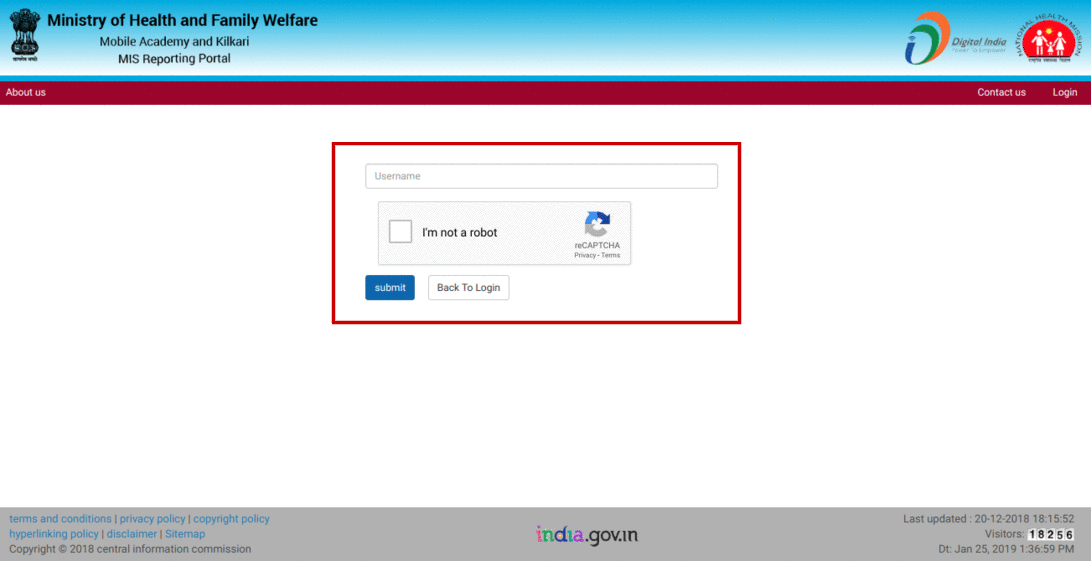 Ministry of Health and Family Welfare
Mobile Academy and Kilkari
MIS Reporting Portal
सत्यमेव जयते
Digital India
Power To Empower
NATIONAL HEALTH MISSION
राष्ट्रीय स्वास्थ्य मिशन
About us
Contact us
Login
Username
I'm not a robot
reCAPTCHA
Privacy - Terms
submit
Back To Login
terms and conditions | privacy policy | copyright policy
hyperlinking policy | disclaimer | Sitemap
Copyright © 2018 central information commission
india.gov.in
Last updated : 20-12-2018 18:15:52
Visitors: 18256
Dt: Jan 25, 2019 1:36:59 PM